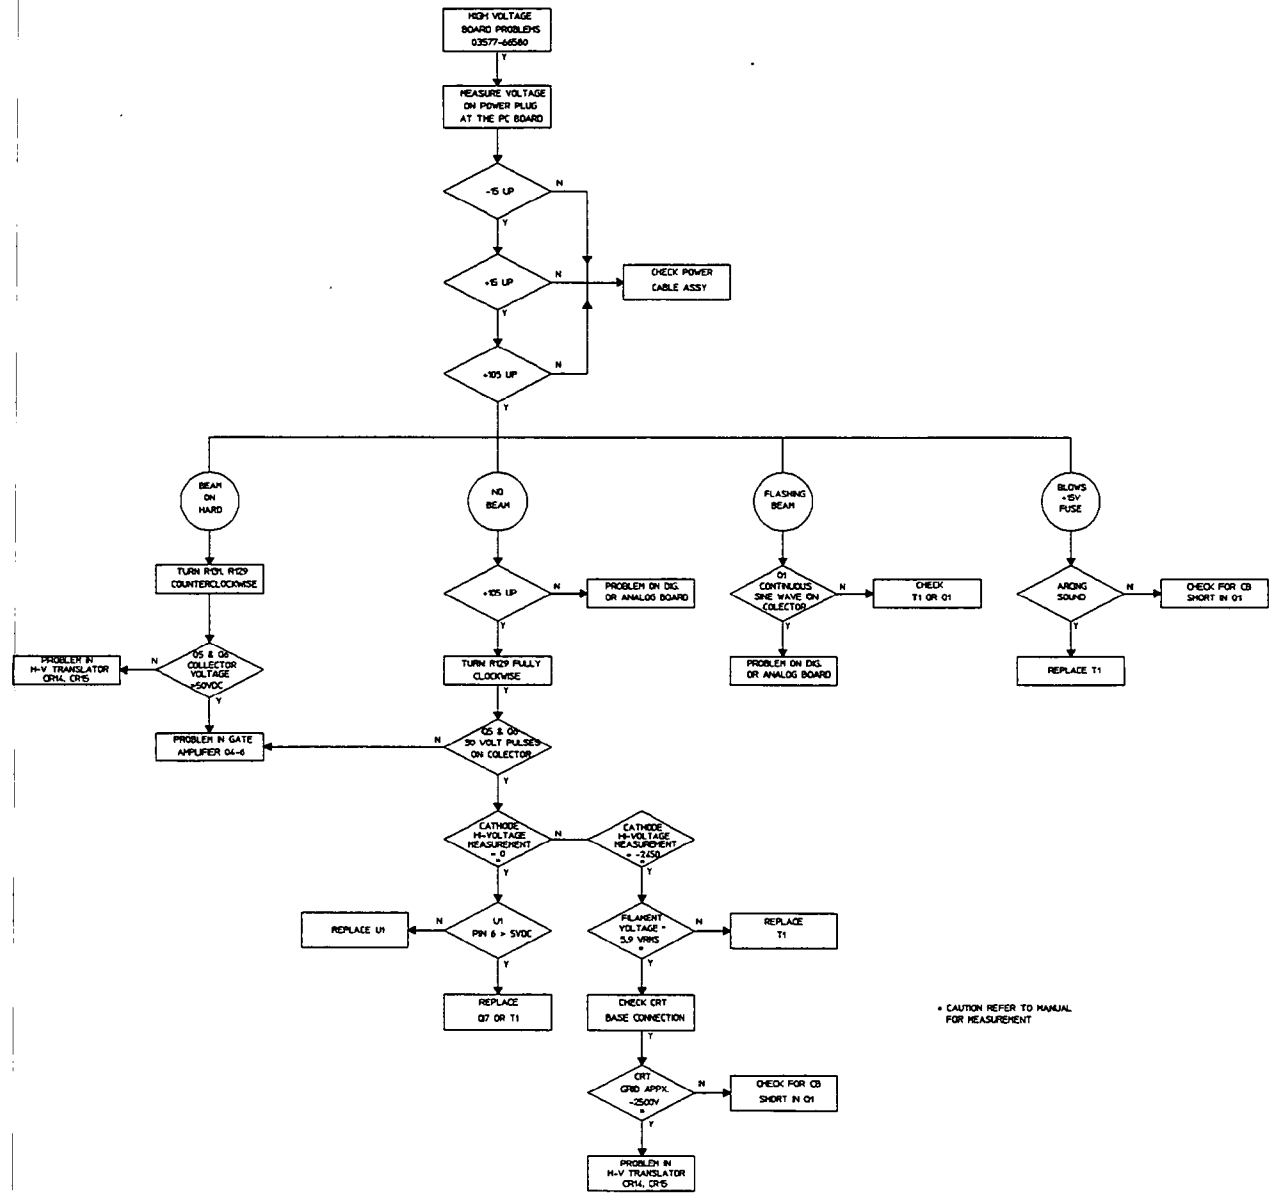 HIGH VOLTAGE
BOARD PROBLEMS
03577-66580
Y
MEASURE VOLTAGE
ON POWER PLUG
AT THE PC BOARD
-15 UP
N
Y
+15 UP
N
CHECK POWER
CABLE ASSY
Y
+105 UP
N
Y
BEAM
ON
HARD
NO
BEAM
FLASHING
BEAM
BLOWS
+15V
FUSE
TURN R131, R129
COUNTERCLOCKWISE
+105 UP
N
PROBLEM ON DIG.
OR ANALOG BOARD
Y
Q1
CONTINUOUS
SINE WAVE ON
COLECTOR
N
CHECK
T1 OR Q1
Y
ARCING
SOUND
N
CHECK FOR CB
SHORT IN Q1
Y
PROBLEM IN
H-V TRANSLATOR
CR14, CR15
N
Q5 & Q6
COLLECTOR
VOLTAGE
>50VDC
Y
TURN R129 FULLY
CLOCKWISE
Y
PROBLEM ON DIG.
OR ANALOG BOARD
REPLACE T1
PROBLEM IN GATE
AMPLIFIER Q4-6
N
Q5 & Q6
50 VOLT PULSES
ON COLECTOR
Y
CATHODE
HI-VOLTAGE
MEASUREMENT
= 0
*
N
Y
CATHODE
HI-VOLTAGE
MEASUREMENT
= -2450
*
Y
REPLACE U1
N
U1
PIN 6 > 5VDC
Y
FILAMENT
VOLTAGE =
5.9 VRMS
*
N
REPLACE
T1
Y
REPLACE
Q7 OR T1
CHECK CRT
BASE CONNECTION
Y
* CAUTION REFER TO MANUAL
FOR MEASUREMENT
CRT
GRID APPX.
-2500V
*
N
CHECK FOR CB
SHORT IN Q1
Y
PROBLEM IN
H-V TRANSLATOR
CR14, CR15